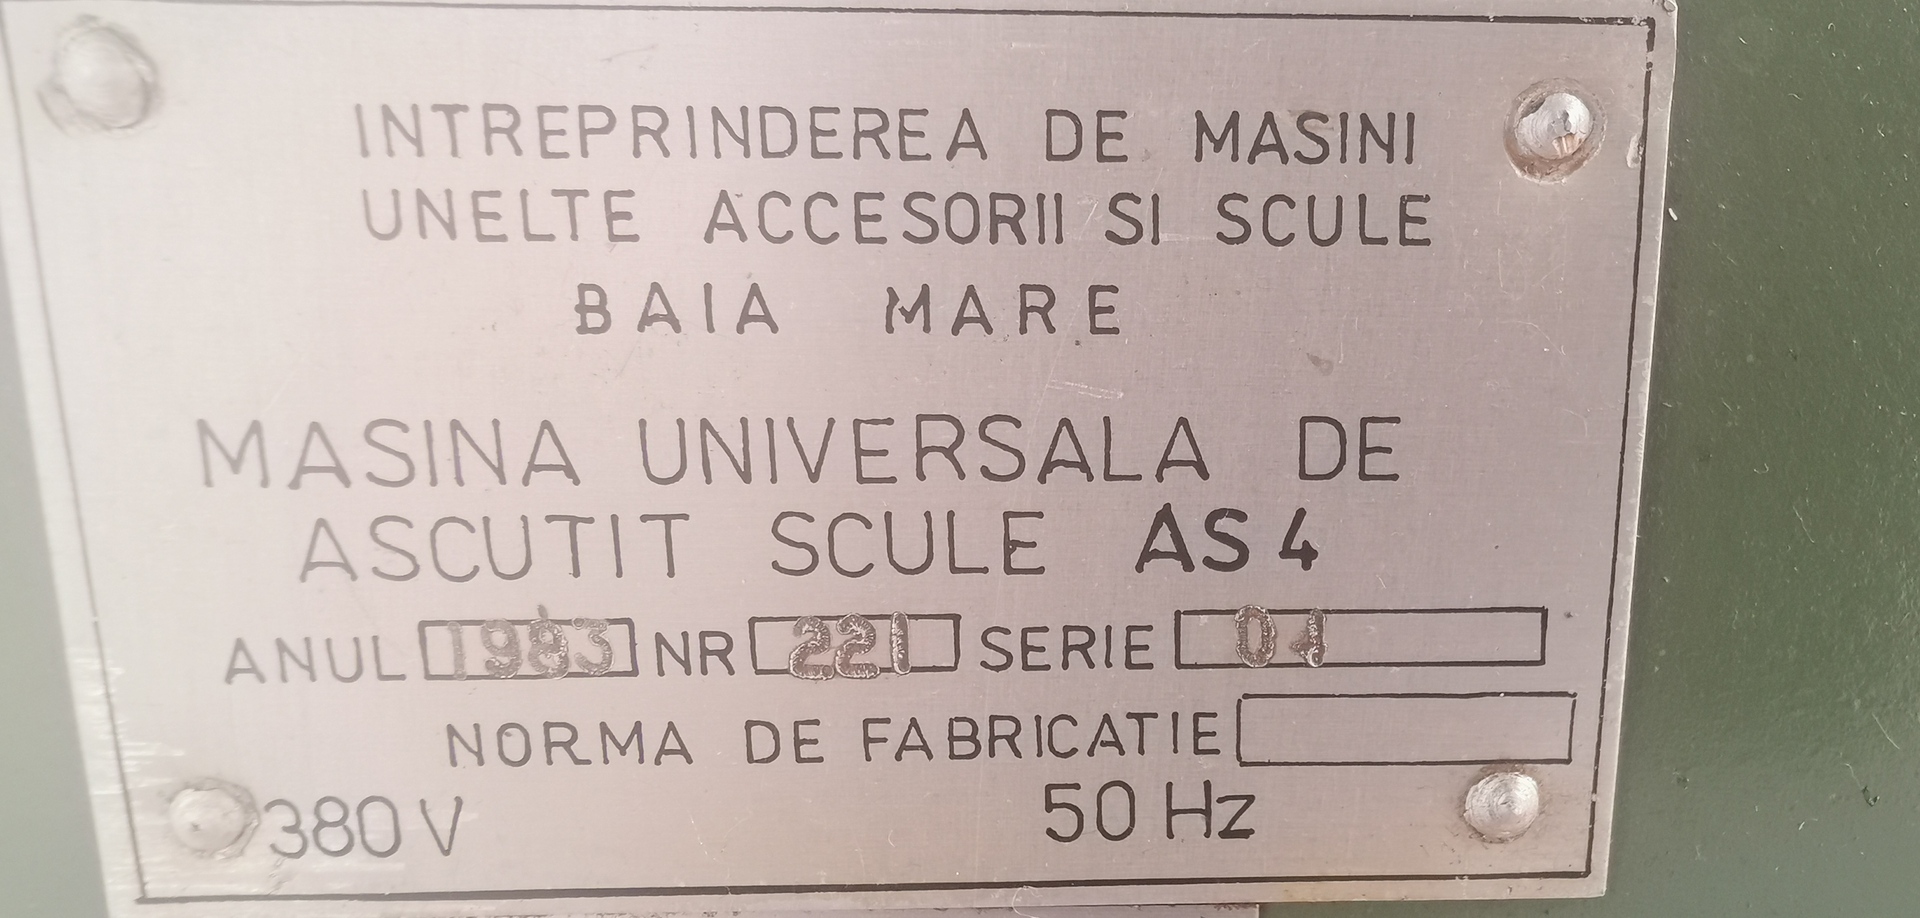 INTREPRINDEREA DE MASINI
UNELTE ACCESORII SI SCULE
BAIA MARE
MASINA UNIVERSALA DE
ASCUTIT SCULE AS 4
ANUL 1983 NR 221 SERIE 04
NORMA DE FABRICATIE
380 V 50 Hz